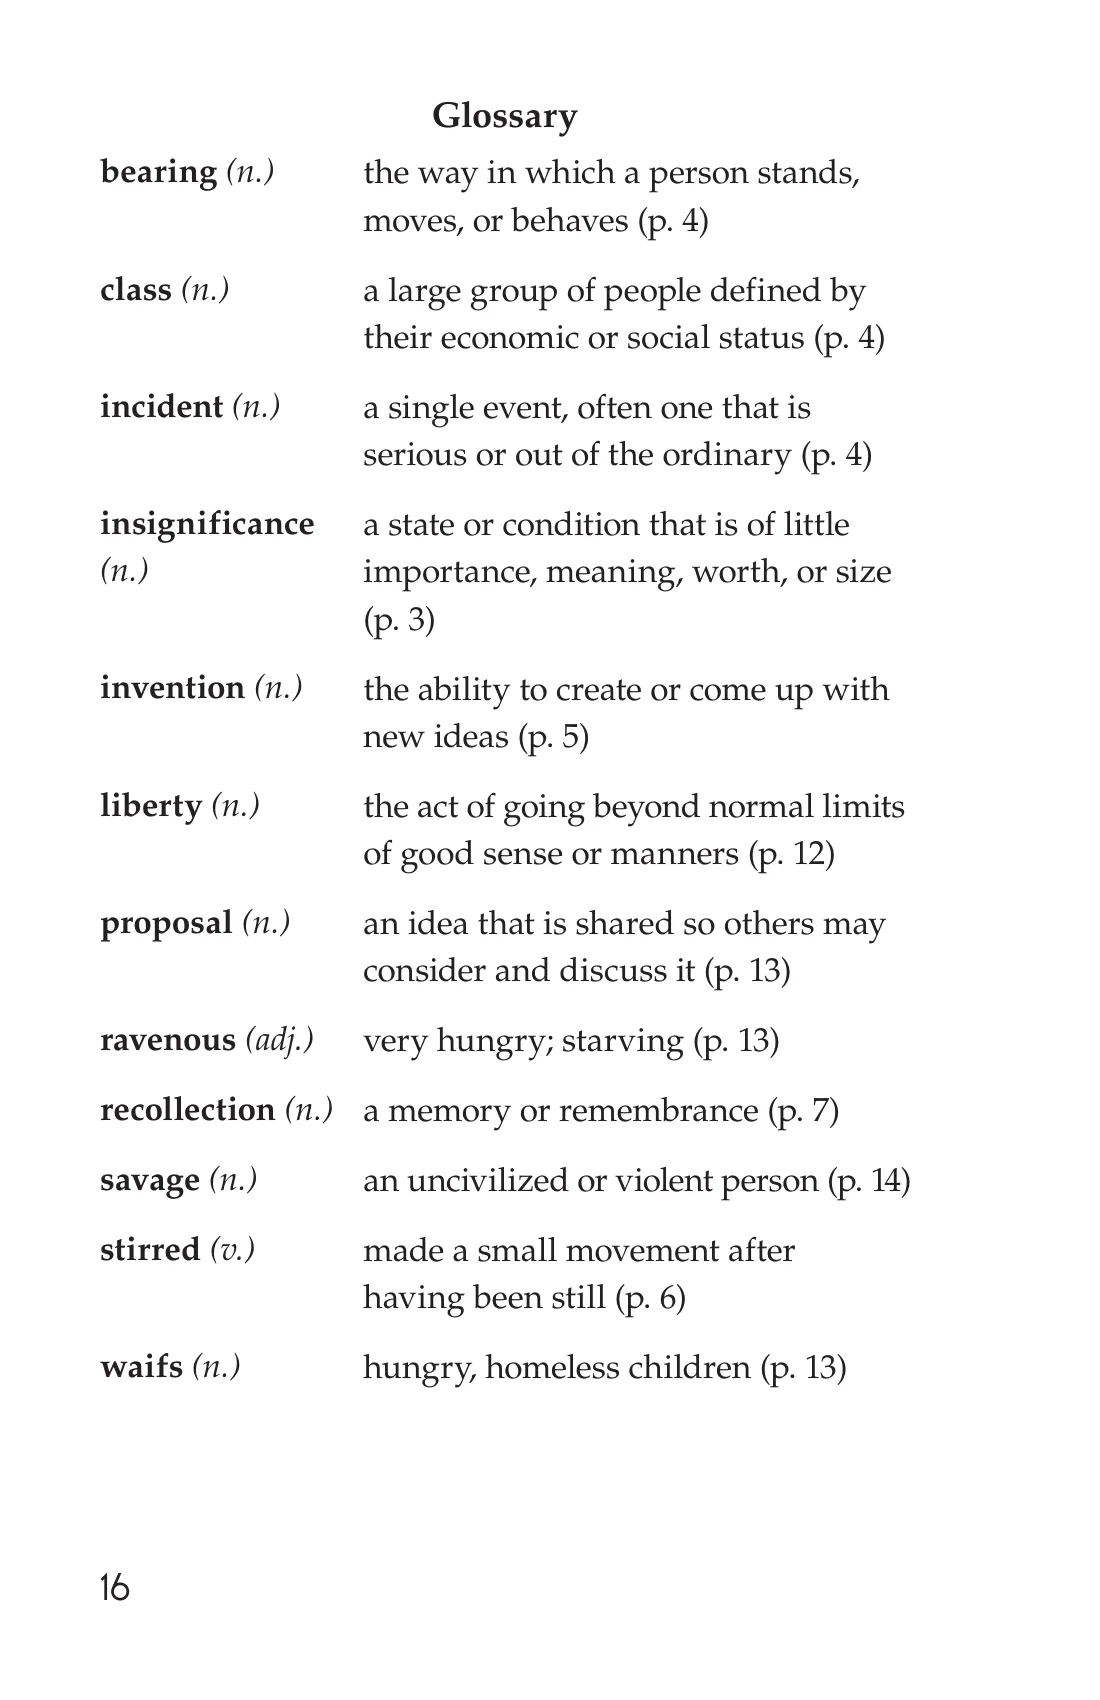 Glossary
bearing (n.) the way in which a person stands,
moves, or behaves (p. 4)
class (n.) a large group of people defined by
their economic or social status (p. 4)
incident (n.) a single event, often one that is
serious or out of the ordinary (p. 4)
insignificance a state or condition that is of little
(n.) importance, meaning, worth, or size
(p. 3)
invention (n.) the ability to create or come up with
new ideas (p. 5)
liberty (n.) the act of going beyond normal limits
of good sense or manners (p. 12)
proposal (n.) an idea that is shared so others may
consider and discuss it (p. 13)
ravenous (adj.) very hungry; starving (p. 13)
recollection (n.) a memory or remembrance (p. 7)
savage (n.) an uncivilized or violent person (p. 14)
stirred (v.) made a small movement after
having been still (p. 6)
waifs (n.) hungry, homeless children (p. 13)
16